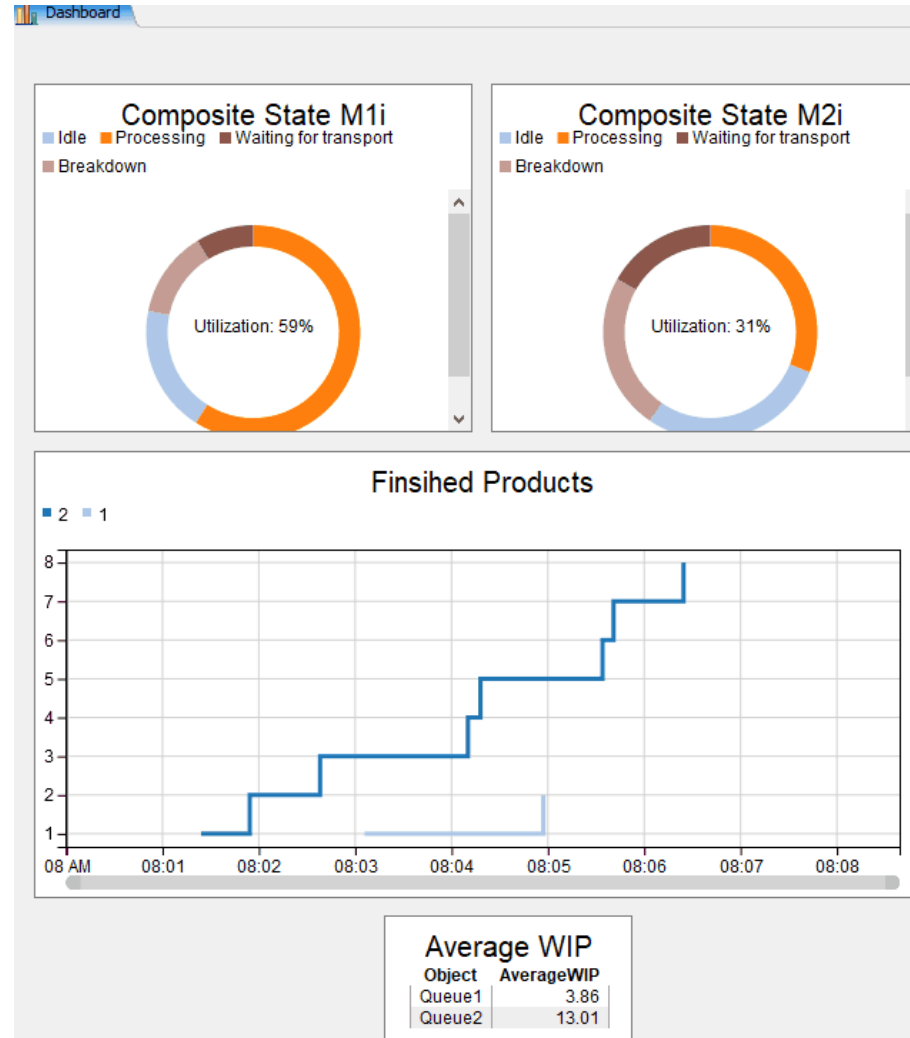 Dashboard
Composite State M1i
Idle Processing Waiting for transport
Breakdown
Utilization: 59%
Composite State M2i
Idle Processing Waiting for transport
Breakdown
Utilization: 31%
Finsihed Products
2 1
8
7
6
5
4
3
2
1
08 AM 08:01 08:02 08:03 08:04 08:05 08:06 08:07 08:08
Average WIP
Object AverageWIP
Queue1 3.86
Queue2 13.01